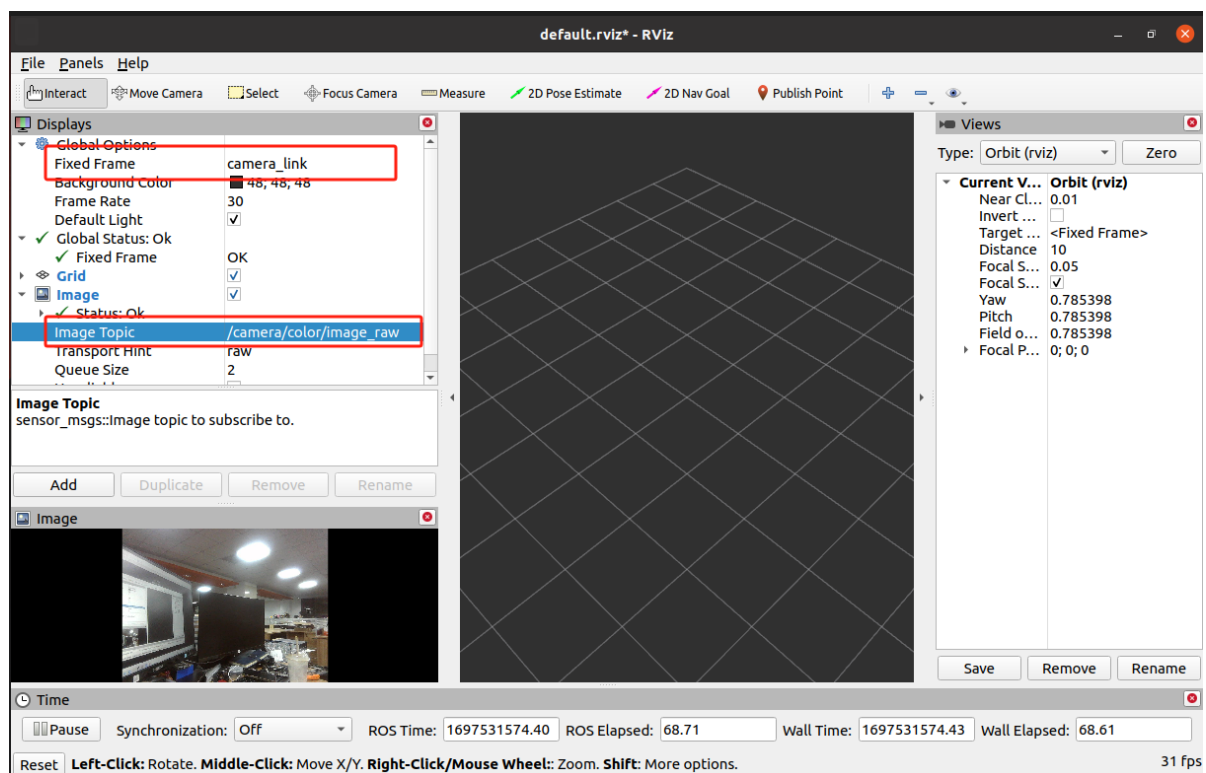 default.rviz* - RViz
File Panels Help
Interact Move Camera Select Focus Camera Measure 2D Pose Estimate 2D Nav Goal Publish Point
Displays
Global Options
Fixed Frame camera_link
Background Color 48; 48; 48
Frame Rate 30
Default Light
Global Status: Ok
Fixed Frame OK
Grid
Image
Status: Ok
Image Topic /camera/color/image_raw
Transport Hint raw
Queue Size 2
Image Topic
sensor_msgs::Image topic to subscribe to.
Add Duplicate Remove Rename
Image
Views
Type: Orbit (rviz) Zero
Current V... Orbit (rviz)
Near Cl... 0.01
Invert ...
Target ... <Fixed Frame>
Distance 10
Focal S... 0.05
Focal S...
Yaw 0.785398
Pitch 0.785398
Field o... 0.785398
Focal P... 0; 0; 0
Save Remove Rename
Time
Pause Synchronization: Off ROS Time: 1697531574.40 ROS Elapsed: 68.71 Wall Time: 1697531574.43 Wall Elapsed: 68.61
Reset Left-Click: Rotate. Middle-Click: Move X/Y. Right-Click/Mouse Wheel:: Zoom. Shift: More options. 31 fps